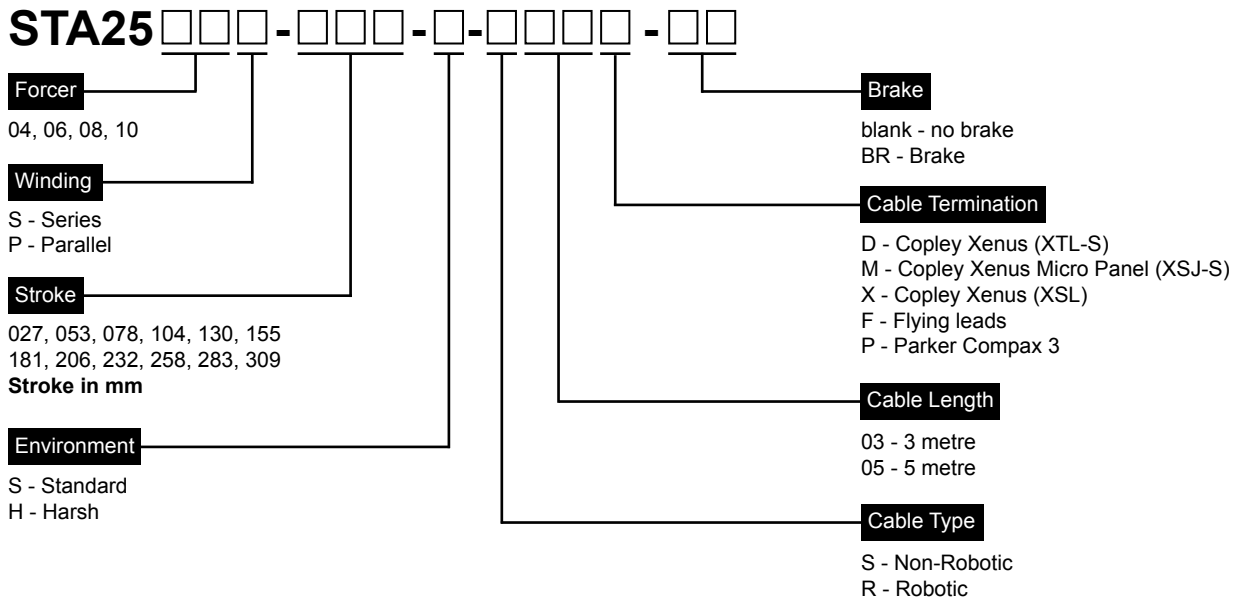 STA25□□□-□□□-□-□□□□-□□
Forcer
04, 06, 08, 10
Winding
S - Series
P - Parallel
Stroke
027, 053, 078, 104, 130, 155
181, 206, 232, 258, 283, 309
Stroke in mm
Environment
S - Standard
H - Harsh
Brake
blank - no brake
BR - Brake
Cable Termination
D - Copley Xenus (XTL-S)
M - Copley Xenus Micro Panel (XSJ-S)
X - Copley Xenus (XSL)
F - Flying leads
P - Parker Compax 3
Cable Length
03 - 3 metre
05 - 5 metre
Cable Type
S - Non-Robotic
R - Robotic